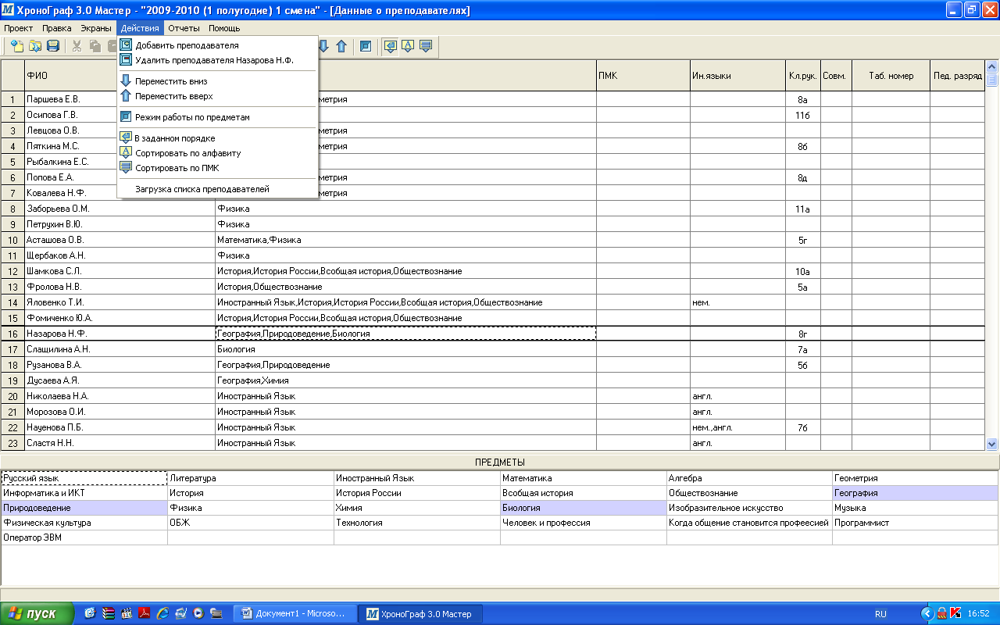 ХроноГраф 3.0 Мастер - "2009-2010 (1 полугодие) 1 смена" - [Данные о преподавателях]
Проект Правка Экраны Действия Отчеты Помощь
Добавить преподавателя
Удалить преподавателя Назарова Н.Ф.
Переместить вниз
Переместить вверх
Режим работы по предметам
В заданном порядке
Сортировать по алфавиту
Сортировать по ПМК
Загрузка списка преподавателей
ФИО ПМК Ин.языки Кл.рук. Совм. Таб. номер Пед. разряд
1 Паршева Е.В. метрия 8а
2 Осипова Г.В. 11б
3 Левцова О.В. метрия
4 Пяткина М.С. метрия 8б
5 Рыбалкина Е.С.
6 Попова Е.А. метрия 8д
7 Ковалева Н.Ф. метрия
8 Заборьева О.М. Физика 11а
9 Петрухин В.Ю. Физика
10 Асташова О.В. Математика,Физика 5г
11 Щербаков А.Н. Физика
12 Шамкова С.Л. История,История России,Всобщая история,Обществознание 10а
13 Фролова Н.В. История,Обществознание 5а
14 Яловенко Т.И. Иностранный Язык,История,История России,Всобщая история,Обществознание нем.
15 Фомиченко Ю.А. История,История России,Всобщая история,Обществознание
16 Назарова Н.Ф. География,Природоведение,Биология 8г
17 Слащилина А.Н. Биология 7а
18 Рузанова В.А. География,Природоведение 5б
19 Дусаева А.Я. География,Химия
20 Николаева Н.А. Иностранный Язык англ.
21 Морозова О.И. Иностранный Язык англ.
22 Науенова П.Б. Иностранный Язык нем.,англ. 7б
23 Сластя Н.Н. Иностранный Язык англ.
ПРЕДМЕТЫ
Русский язык Литература Иностранный Язык Математика Алгебра Геометрия
Информатика и ИКТ История История России Всобщая история Обществознание География
Природоведение Физика Химия Биология Изобразительное искусство Музыка
Физическая культура ОБЖ Технология Человек и профессия Когда общение становится профеесией Программист
Оператор ЭВМ
пуск Документ1 - Microso... ХроноГраф 3.0 Мастер RU 16:52